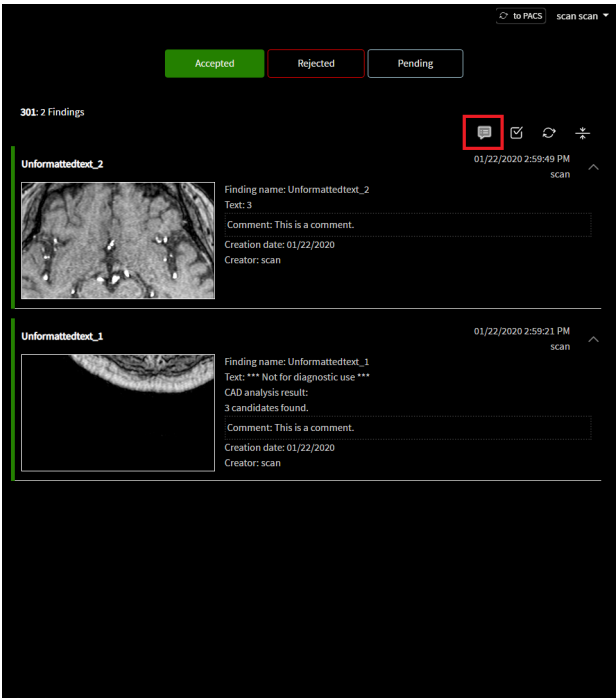 to PACS scan scan
Accepted Rejected Pending
301: 2 Findings
Unformattedtext_2
01/22/2020 2:59:49 PM
scan
Finding name: Unformattedtext_2
Text: 3
Comment: This is a comment.
Creation date: 01/22/2020
Creator: scan
Unformattedtext_1
01/22/2020 2:59:21 PM
scan
Finding name: Unformattedtext_1
Text: *** Not for diagnostic use ***
CAD analysis result:
3 candidates found.
Comment: This is a comment.
Creation date: 01/22/2020
Creator: scan